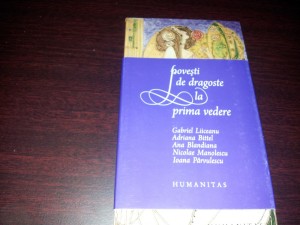 povești
de dragoste
la
prima vedere
Gabriel Liiceanu
Adriana Bittel
Ana Blandiana
Nicolae Manolescu
Ioana Pârvulescu
HUMANITAS